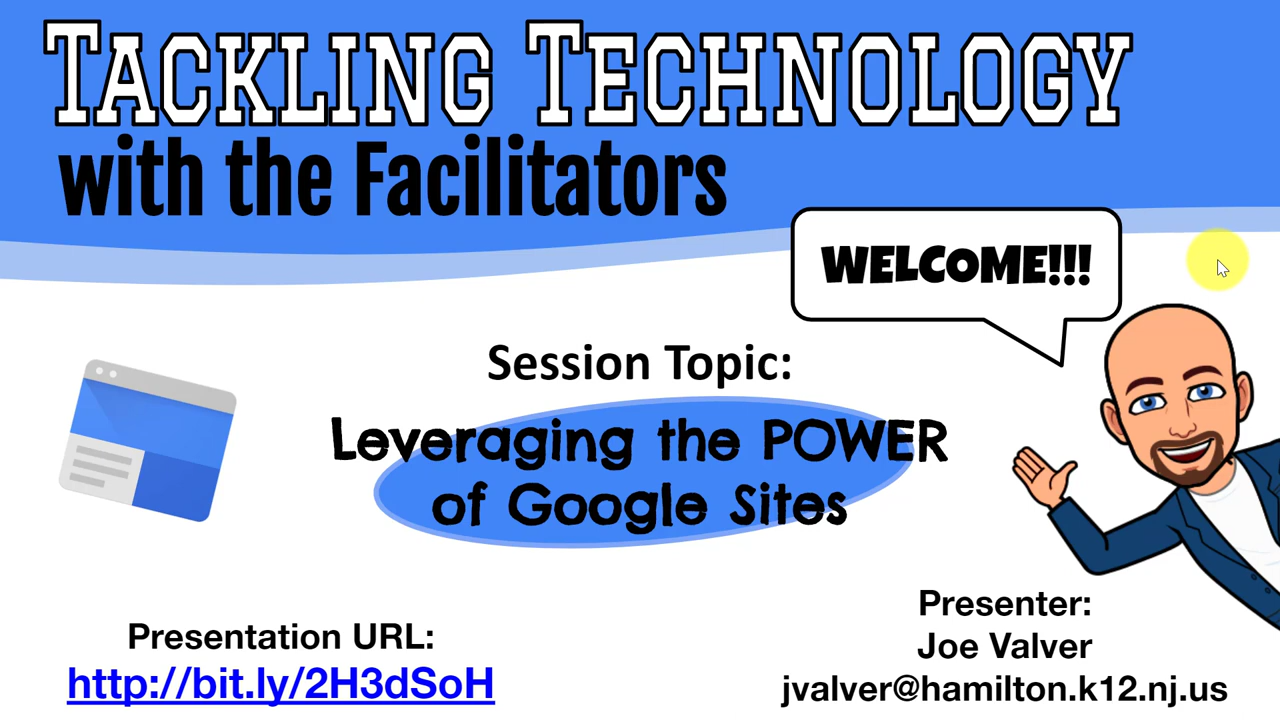 TACKLING TECHNOLOGY
with the Facilitators
WELCOME!!!
Session Topic:
Leveraging the POWER
of Google Sites
Presentation URL:
http://bit.ly/2H3dSoH
Presenter:
Joe Valver
jvalver@hamilton.k12.nj.us